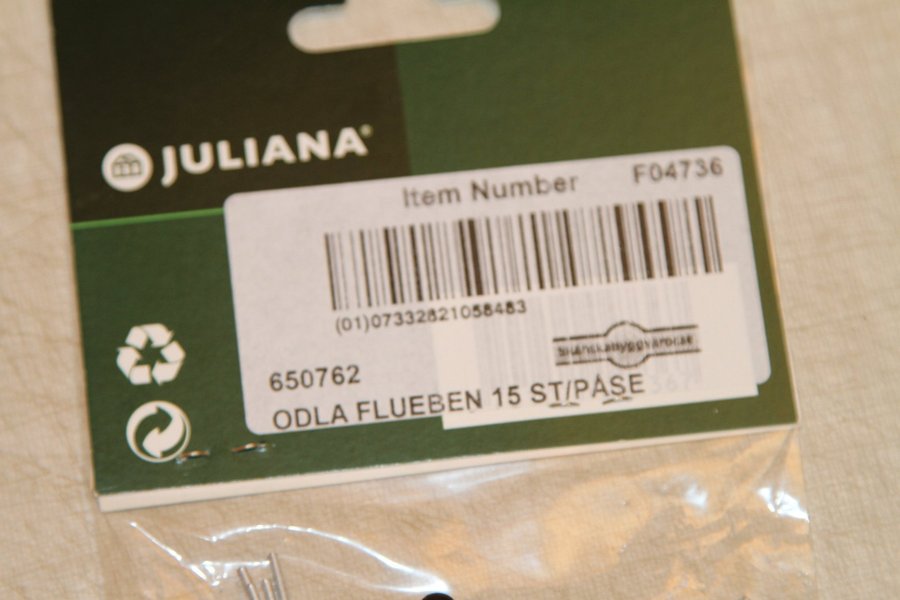 JULIANA®
Item Number F04736
(01)07332821058483
650762
ODLA FLUEBEN 15 ST/PÅSE